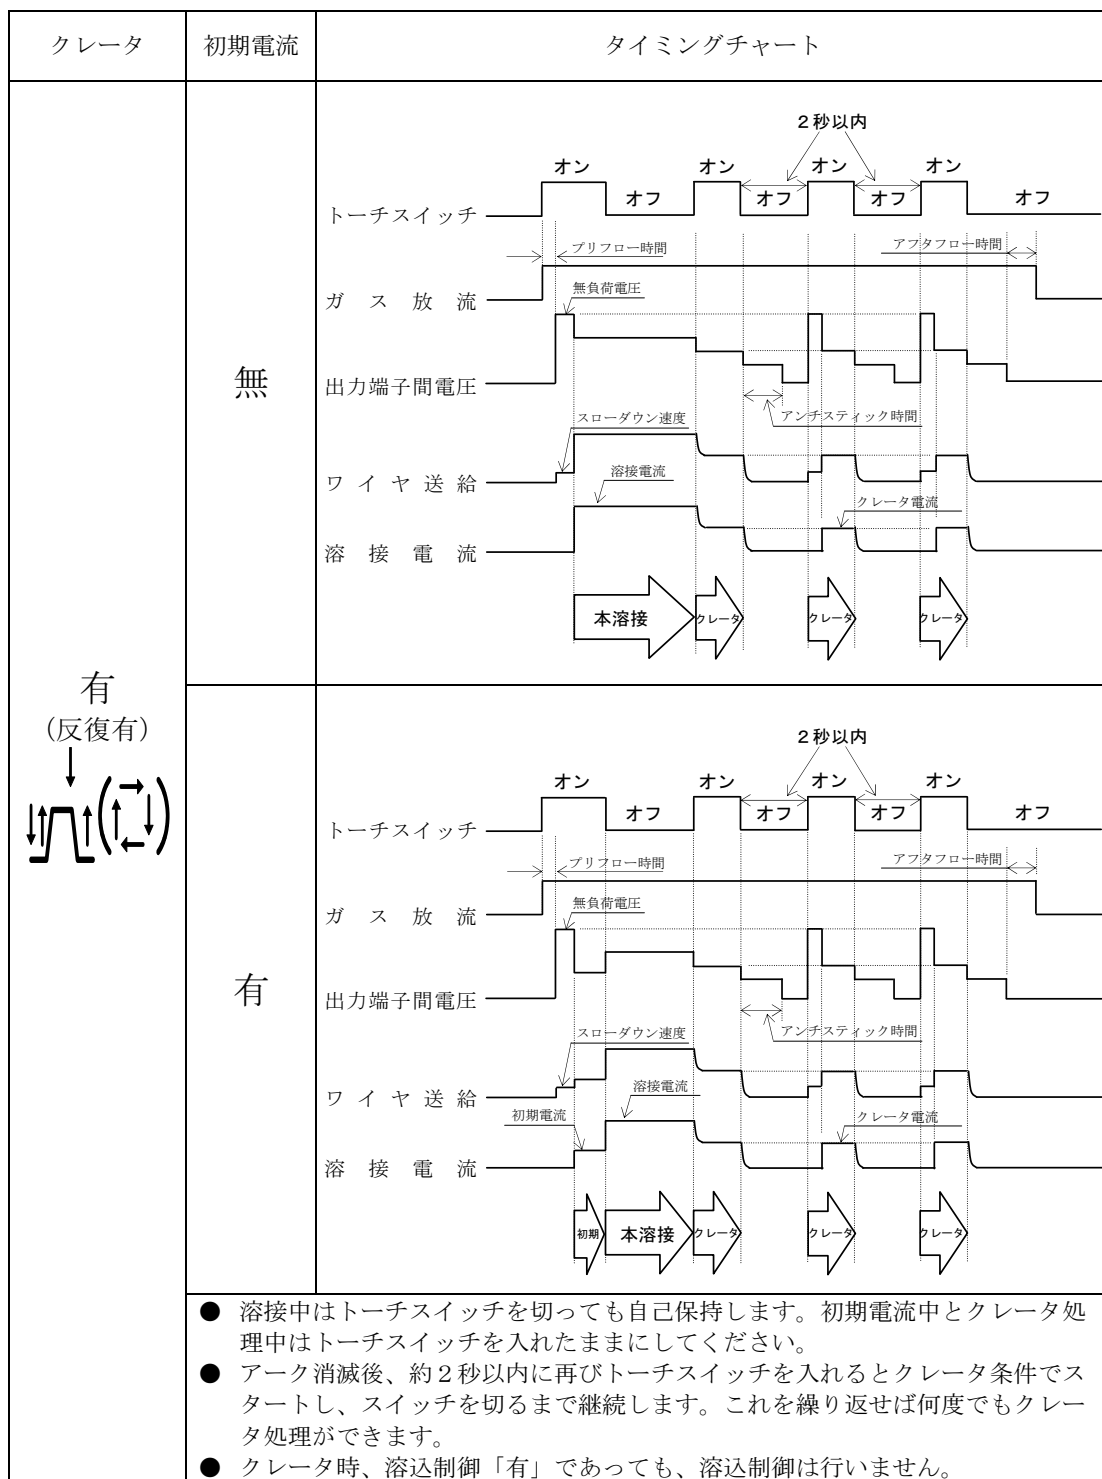 クレータ 初期電流 タイミングチャート
有
(反復有)
無
2秒以内
オン オン オン オン
オフ オフ オフ オフ
トーチスイッチ
プリフロー時間 アフタフロー時間
ガス放流
無負荷電圧
出力端子間電圧
アンチスティック時間
スローダウン速度
ワイヤ送給
溶接電流
クレータ電流
溶接電流
本溶接 クレータ クレータ クレータ
有
2秒以内
オン オン オン オン
オフ オフ オフ オフ
トーチスイッチ
プリフロー時間 アフタフロー時間
ガス放流
無負荷電圧
出力端子間電圧
アンチスティック時間
スローダウン速度
ワイヤ送給
溶接電流
初期電流 クレータ電流
溶接電流
初期 本溶接 クレータ クレータ クレータ
● 溶接中はトーチスイッチを切っても自己保持します。初期電流中とクレータ処
理中はトーチスイッチを入れたままにしてください。
● アーク消滅後、約2秒以内に再びトーチスイッチを入れるとクレータ条件でス
タートし、スイッチを切るまで継続します。これを繰り返せば何度でもクレー
タ処理ができます。
● クレータ時、溶込制御「有」であっても、溶込制御は行いません。